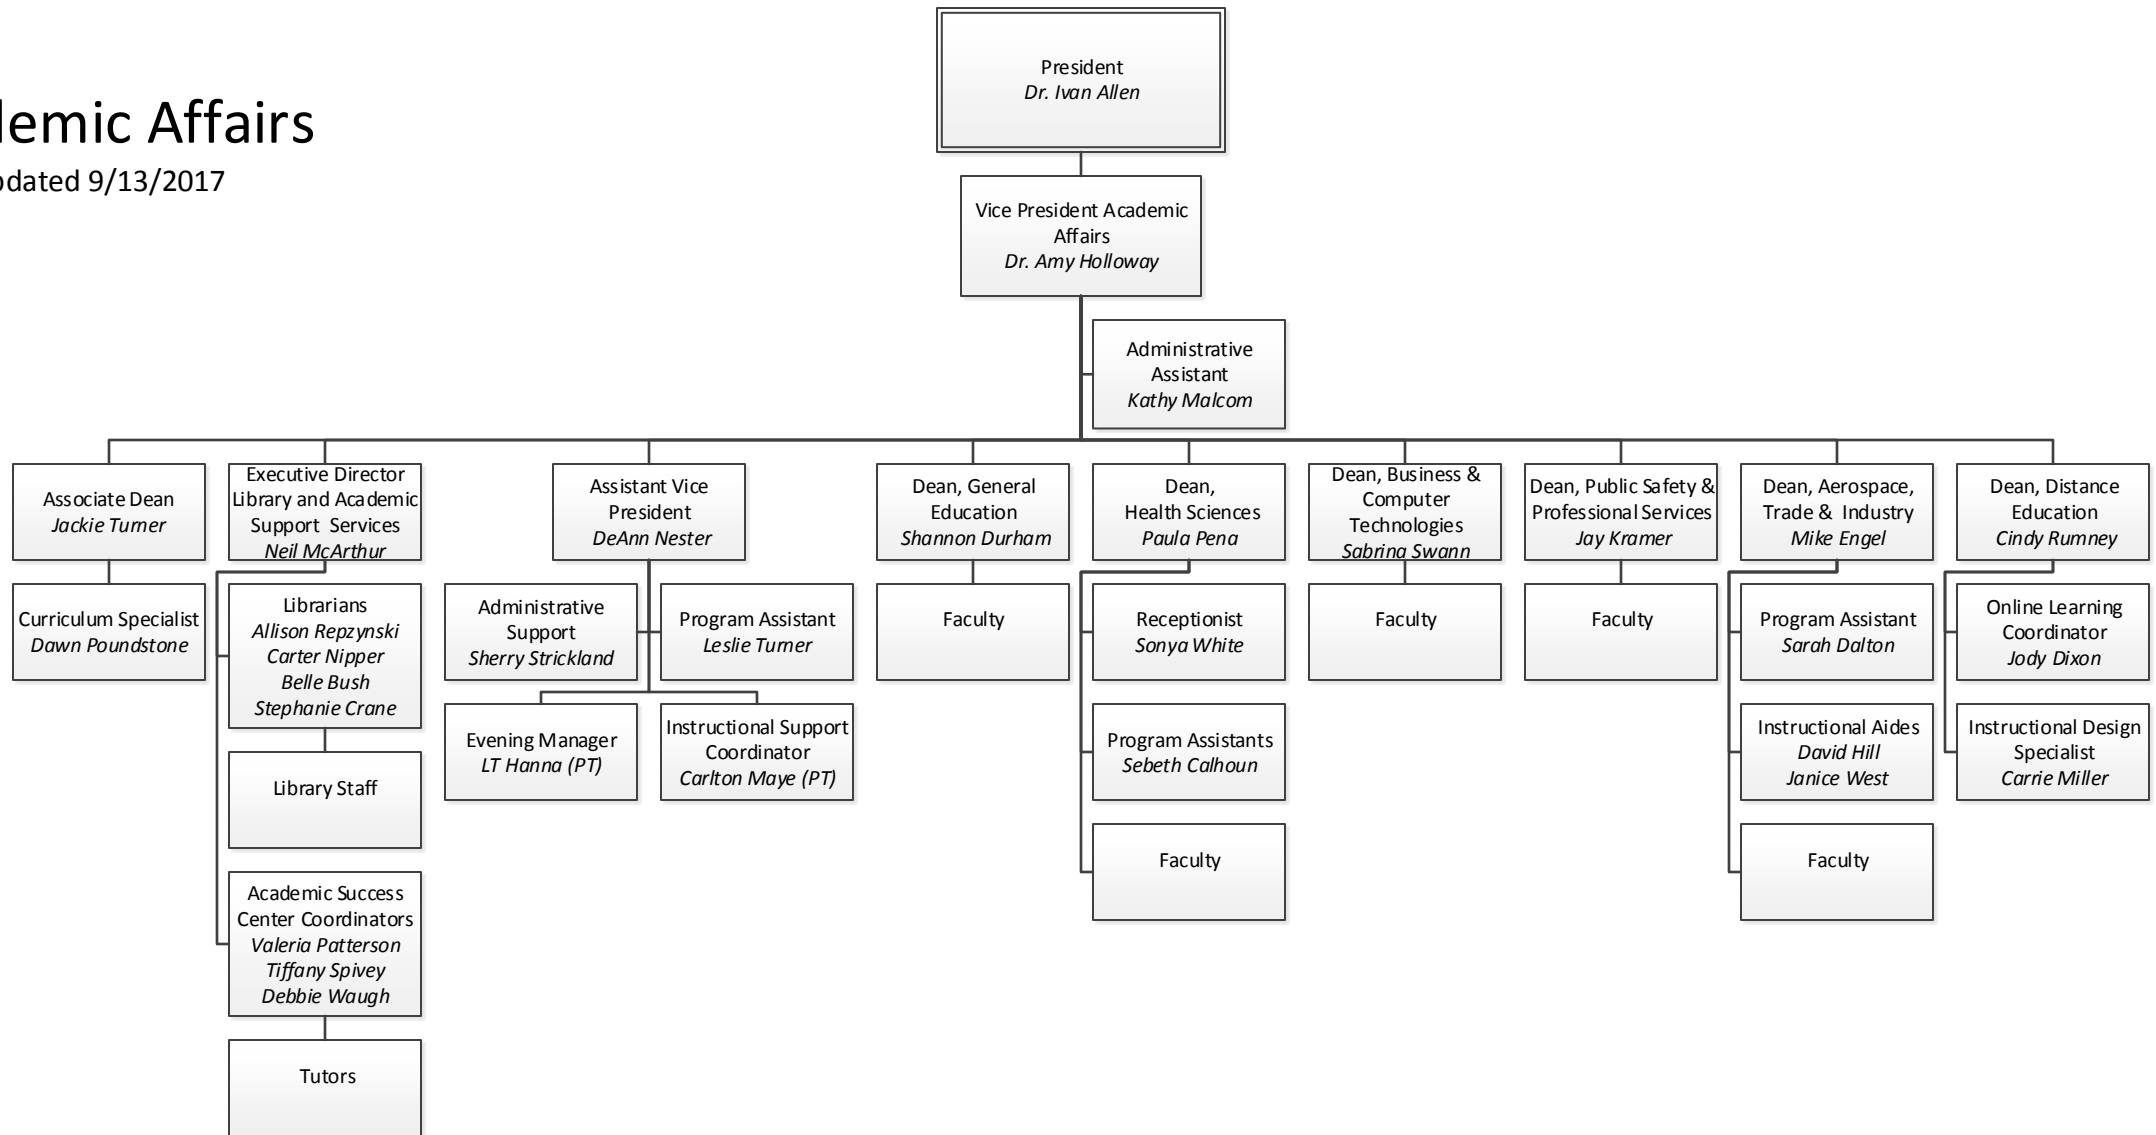 President
Dr. Ivan Allen
demic Affairs
pdated 9/13/2017
Vice President Academic
Affairs
Dr. Amy Holloway
Administrative
Assistant
Kathy Malcom
Associate Dean
Jackie Turner
Executive Director
Library and Academic
Support Services
Neil McArthur
Assistant Vice
President
DeAnn Nester
Dean, General
Education
Shannon Durham
Dean,
Health Sciences
Paula Pena
Dean, Business &
Computer
Technologies
Sabrina Swann
Dean, Public Safety &
Professional Services
Jay Kramer
Dean, Aerospace,
Trade & Industry
Mike Engel
Dean, Distance
Education
Cindy Rumney
Curriculum Specialist
Dawn Poundstone
Librarians
Allison Repzynski
Carter Nipper
Belle Bush
Stephanie Crane
Administrative
Support
Sherry Strickland
Program Assistant
Leslie Turner
Faculty
Receptionist
Sonya White
Faculty
Faculty
Program Assistant
Sarah Dalton
Online Learning
Coordinator
Jody Dixon
Library Staff
Evening Manager
LT Hanna (PT)
Instructional Support
Coordinator
Carlton Maye (PT)
Program Assistants
Sebeth Calhoun
Instructional Aides
David Hill
Janice West
Instructional Design
Specialist
Carrie Miller
Academic Success
Center Coordinators
Valeria Patterson
Tiffany Spivey
Debbie Waugh
Faculty
Faculty
Tutors